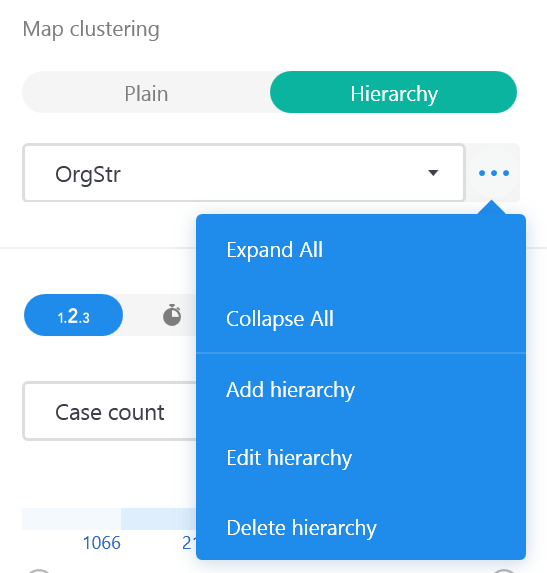 Map clustering
Plain
Hierarchy
OrgStr
Expand All
Collapse All
1.2.3
Add hierarchy
Case count
Edit hierarchy
Delete hierarchy
1066